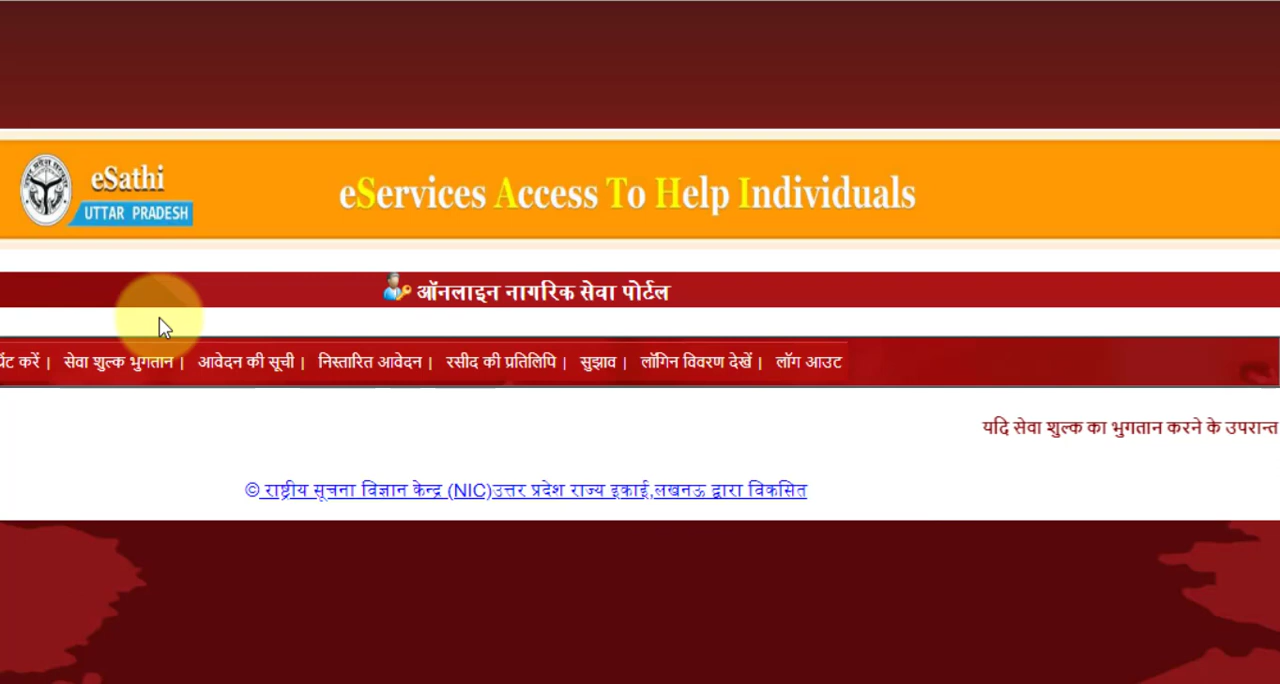 eSathi
UTTAR PRADESH
eServices Access To Help Individuals
ऑनलाइन नागरिक सेवा पोर्टल
करें | सेवा शुल्क भुगतान | आवेदन की सूची | निस्तारित आवेदन | रसीद की प्रतिलिपि | सुझाव | लॉगिन विवरण देखें | लॉग आउट
यदि सेवा शुल्क का भुगतान करने के उपरान्त
© राष्ट्रीय सूचना विज्ञान केन्द्र (NIC)उत्तर प्रदेश राज्य इकाई,लखनऊ द्वारा विकसित